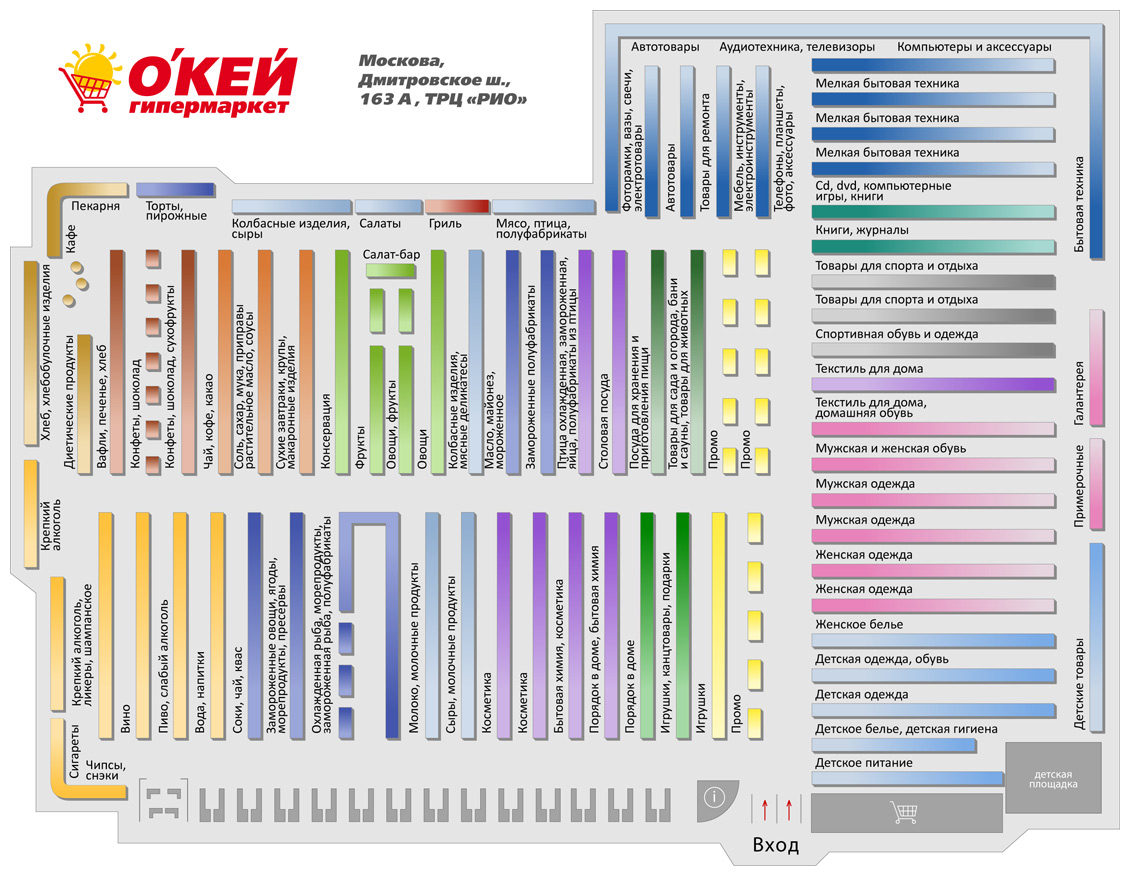 О'КЕЙ
гипермаркет
Москова,
Дмитровское ш.,
163 А , ТРЦ «РИО»
Автотовары
Аудиотехника, телевизоры
Компьютеры и аксессуары
Фоторамки, вазы, свечи,
электротовары
Автотовары
Товары для ремонта
Мебель, инструменты,
электроинструменты
Телефоны, планшеты,
фото, аксессуары
Мелкая бытовая техника
Мелкая бытовая техника
Мелкая бытовая техника
Cd, dvd, компьютерные
игры, книги
Книги, журналы
Товары для спорта и отдыха
Товары для спорта и отдыха
Спортивная обувь и одежда
Текстиль для дома
Текстиль для дома,
домашняя обувь
Мужская и женская обувь
Мужская одежда
Мужская одежда
Женская одежда
Женская одежда
Женское белье
Детская одежда, обувь
Детская одежда
Детское белье, детская гигиена
Детское питание
Бытовая техника
Галантерея
Примерочные
Детские товары
детская
площадка
Пекарня
Торты,
пирожные
Кафе
Колбасные изделия,
сыры
Салаты
Гриль
Мясо, птица,
полуфабрикаты
Салат-бар
Хлеб, хлебобулочные изделия
Диетические продукты
Вафли, печенье, хлеб
Конфеты, шоколад
Конфеты, шоколад, сухофрукты
Чай, кофе, какао
Соль, сахар, мука, приправы
растительное масло, соусы
Сухие завтраки, крупы,
макаронные изделия
Консервация
Фрукты
Овощи, фрукты
Овощи
Колбасные изделия,
мясные деликатесы
Масло, майонез,
мороженное
Замороженные полуфабрикаты
Птица охлажденная, замороженная,
яйца, полуфабрикаты из птицы
Столовая посуда
Посуда для хранения и
приготовления пищи
Товары для сада и огорода, бани
и сауны, товары для животных
Промо
Промо
Крепкий
алкоголь
Крепкий алкоголь,
ликеры, шампанское
Вино
Пиво, слабый алкоголь
Вода, напитки
Соки, чай, квас
Замороженные овощи, ягоды,
морепродукты, пресервы
Охлажденная рыба, морепродукты,
замороженная рыба, полуфабрикаты
Молоко, молочные продукты
Сыры, молочные продукты
Косметика
Косметика
Бытовая химия, косметика
Порядок в доме, бытовая химия
Порядок в доме
Игрушки, канцтовары, подарки
Игрушки
Промо
Сигареты
Чипсы,
снэки
i
Вход